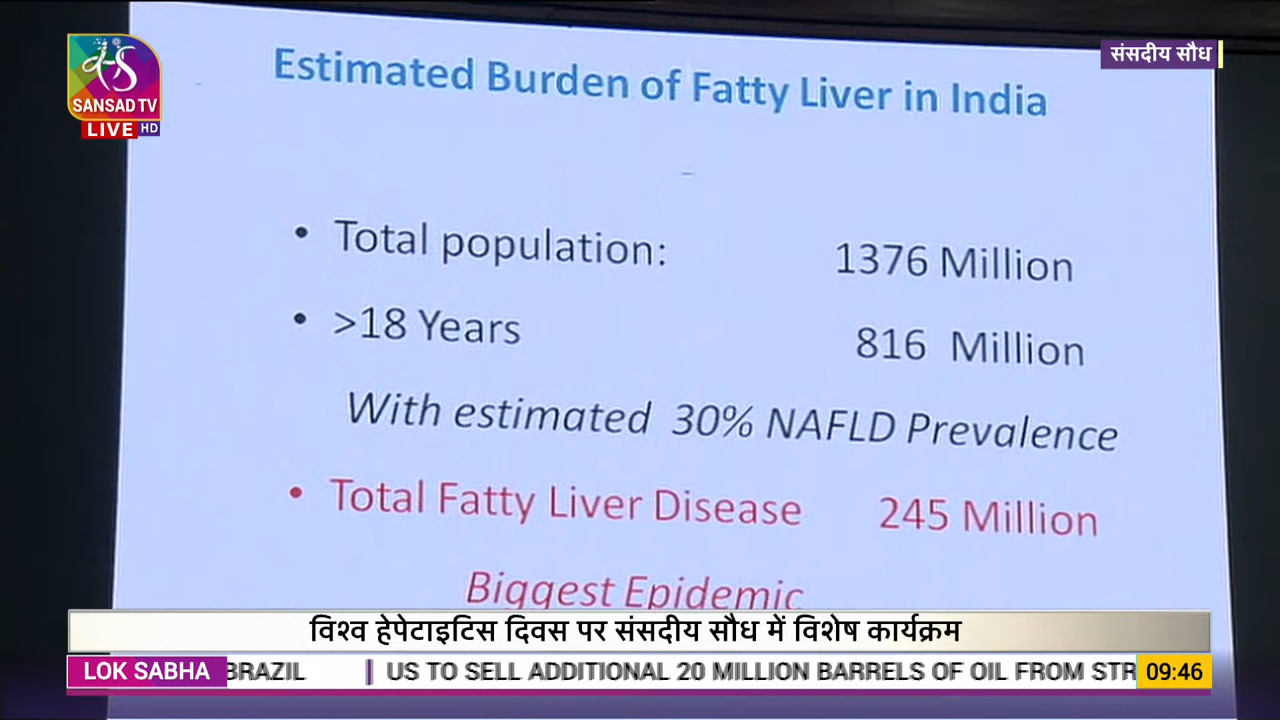 SANSAD TV
LIVE HD
संसदीय सौध
Estimated Burden of Fatty Liver in India
• Total population: 1376 Million
• >18 Years 816 Million
With estimated 30% NAFLD Prevalence
• Total Fatty Liver Disease 245 Million
Biggest Epidemic
विश्व हेपेटाइटिस दिवस पर संसदीय सौध में विशेष कार्यक्रम
LOK SABHA BRAZIL | US TO SELL ADDITIONAL 20 MILLION BARRELS OF OIL FROM STR 09:46